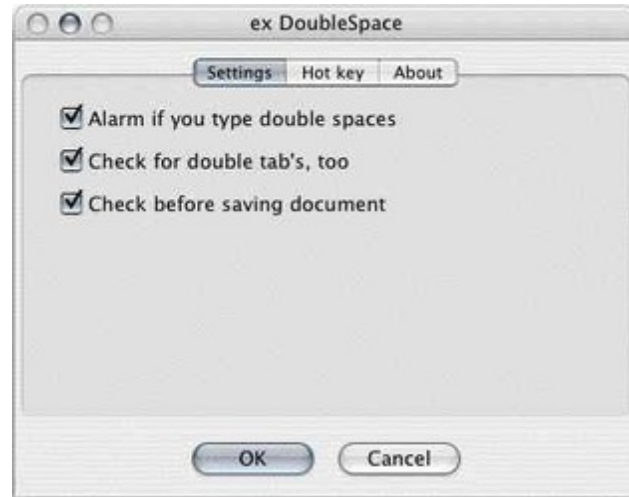 ex DoubleSpace
Settings Hot key About
Alarm if you type double spaces
Check for double tab's, too
Check before saving document
OK Cancel